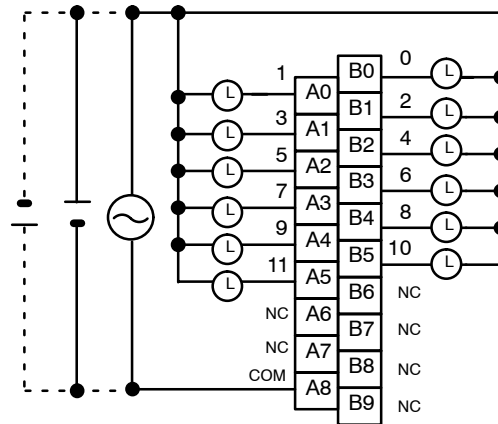 0
1 L A0 B0 L
2
3 L A1 B1 L
4
5 L A2 B2 L
6
7 L A3 B3 L
8
9 L A4 B4 L
10
11 L A5 B5 L
NC A6 B6 NC
NC A7 B7 NC
COM A8 B8 NC
B9 NC